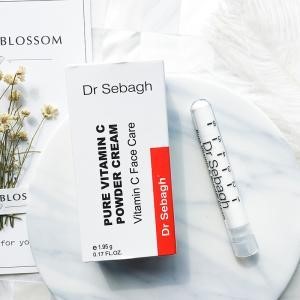 BLOSSOM
Dr Sebagh
PURE VITAMIN C
POWDER CREAM
Vitamin C Face Care
Dr Sebagh
e 1.95 g
0.17 FL.OZ.
Dr Sebagh
BLOSSOM
for you